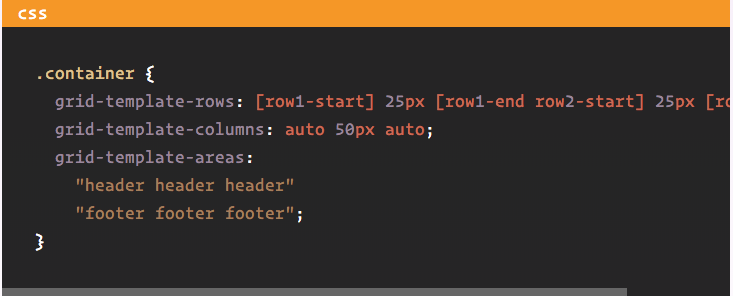 css
.container {
grid-template-rows: [row1-start] 25px [row1-end row2-start] 25px [ro
grid-template-columns: auto 50px auto;
grid-template-areas:
"header header header"
"footer footer footer";
}